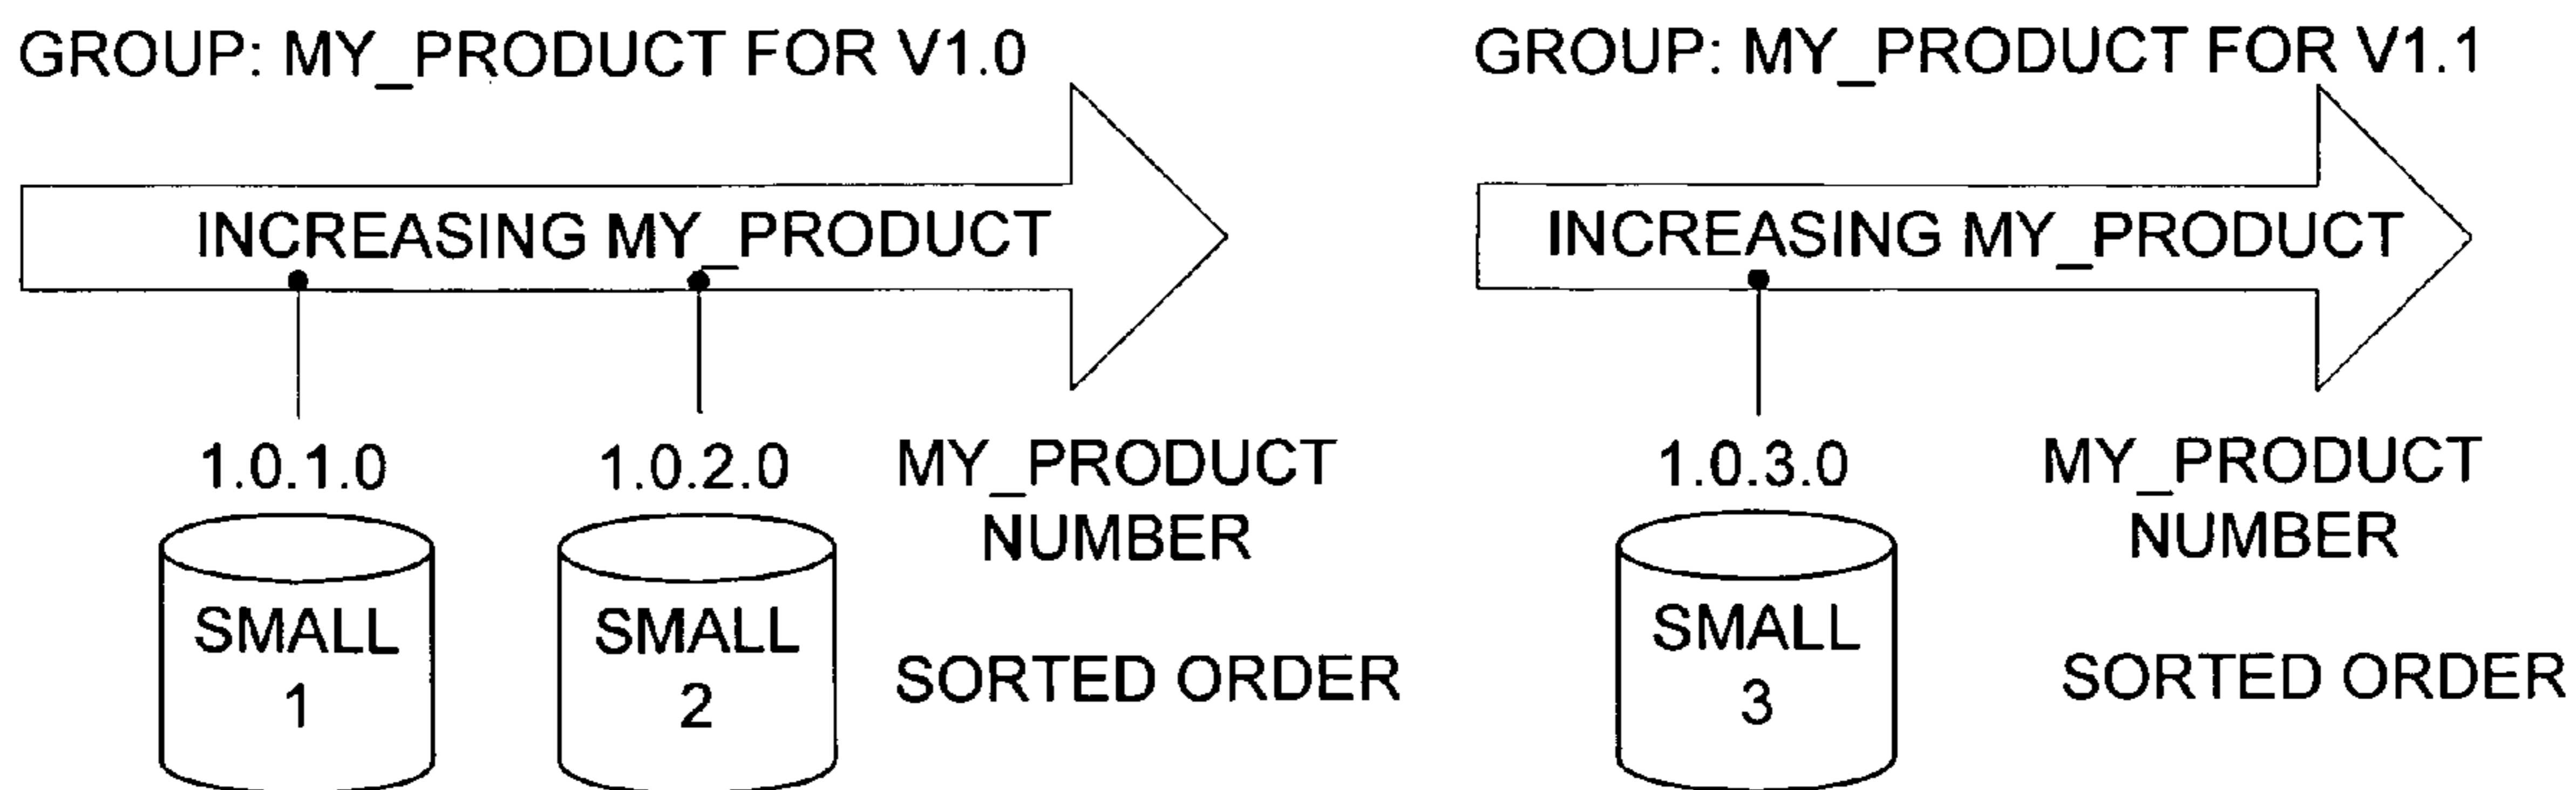 GROUP: MY_PRODUCT FOR V1.0
INCREASING MY_PRODUCT
1.0.1.0
1.0.2.0
MY_PRODUCT
NUMBER
SMALL
1
SMALL
2
SORTED ORDER
GROUP: MY_PRODUCT FOR V1.1
INCREASING MY_PRODUCT
1.0.3.0
MY_PRODUCT
NUMBER
SMALL
3
SORTED ORDER